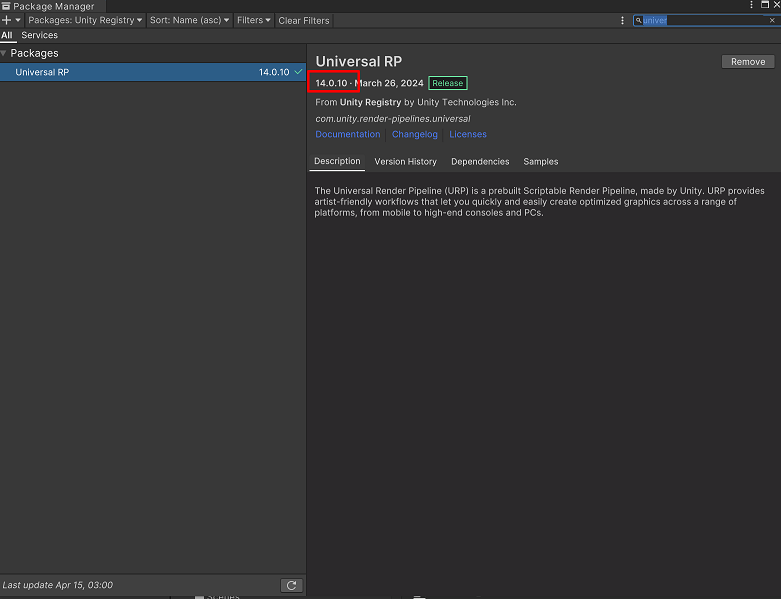 Package Manager
Packages: Unity Registry Sort: Name (asc) Filters Clear Filters univer
All Services
Packages
Universal RP 14.0.10
Universal RP
Remove
14.0.10 · March 26, 2024 Release
From Unity Registry by Unity Technologies Inc.
com.unity.render-pipelines.universal
Documentation Changelog Licenses
Description Version History Dependencies Samples
The Universal Render Pipeline (URP) is a prebuilt Scriptable Render Pipeline, made by Unity. URP provides
artist-friendly workflows that let you quickly and easily create optimized graphics across a range of
platforms, from mobile to high-end consoles and PCs.
Last update Apr 15, 03:00
Scenes